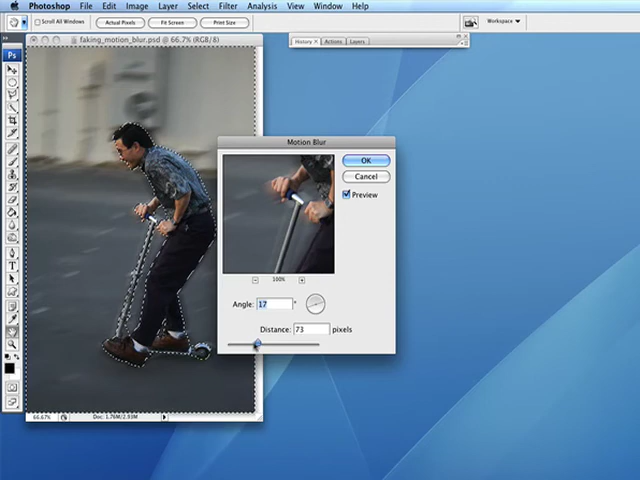 Photoshop File Edit Image Layer Select Filter Analysis View Window Help
Scroll All Windows Actual Pixels Fit Screen Print Size Workspace
faking_motion_blur.psd @ 66.7% (RGB/8)
History Actions Layers
Ps
Motion Blur
OK
Cancel
Preview
100%
Angle: 17 °
Distance: 73 pixels
T
66.67% Doc: 1.76M/2.93M